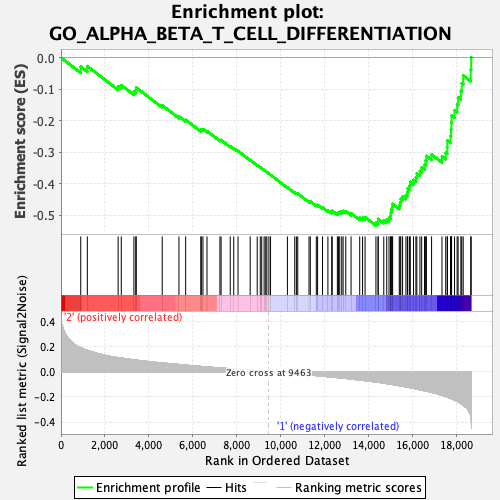 Enrichment plot:
GO_ALPHA_BETA_T_CELL_DIFFERENTIATION
Enrichment score (ES)
0.0
-0.1
-0.2
-0.3
-0.4
-0.5
Ranked list metric (Signal2Noise)
'2' (positively correlated)
0.4
0.2
0.0
-0.2
-0.4
Zero cross at 9463
'1' (negatively correlated)
0
2,000
4,000
6,000
8,000
10,000
12,000
14,000
16,000
18,000
Rank in Ordered Dataset
Enrichment profile
Hits
Ranking metric scores